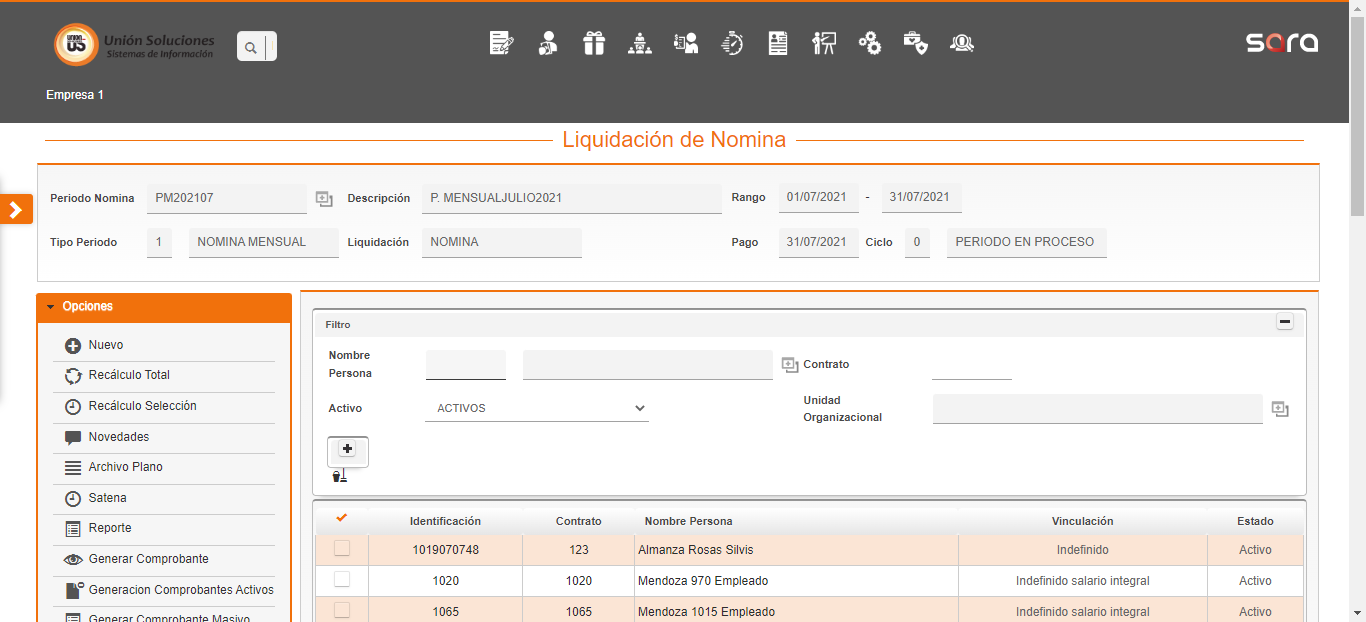 UNION
US
Unión Soluciones
Sistemas de Información
sara
Empresa 1
Liquidación de Nomina
Periodo Nomina PM202107 Descripción P. MENSUALJULIO2021 Rango 01/07/2021 - 31/07/2021
Tipo Periodo 1 NOMINA MENSUAL Liquidación NOMINA Pago 31/07/2021 Ciclo 0 PERIODO EN PROCESO
Opciones
Nuevo
Recálculo Total
Recálculo Selección
Novedades
Archivo Plano
Satena
Reporte
Generar Comprobante
Generacion Comprobantes Activos
Generar Comprobante Masivo
Filtro
Nombre
Persona
Contrato
Activo ACTIVOS
Unidad
Organizacional
Identificación Contrato Nombre Persona Vinculación Estado
1019070748 123 Almanza Rosas Silvis Indefinido Activo
1020 1020 Mendoza 970 Empleado Indefinido salario integral Activo
1065 1065 Mendoza 1015 Empleado Indefinido salario integral Activo